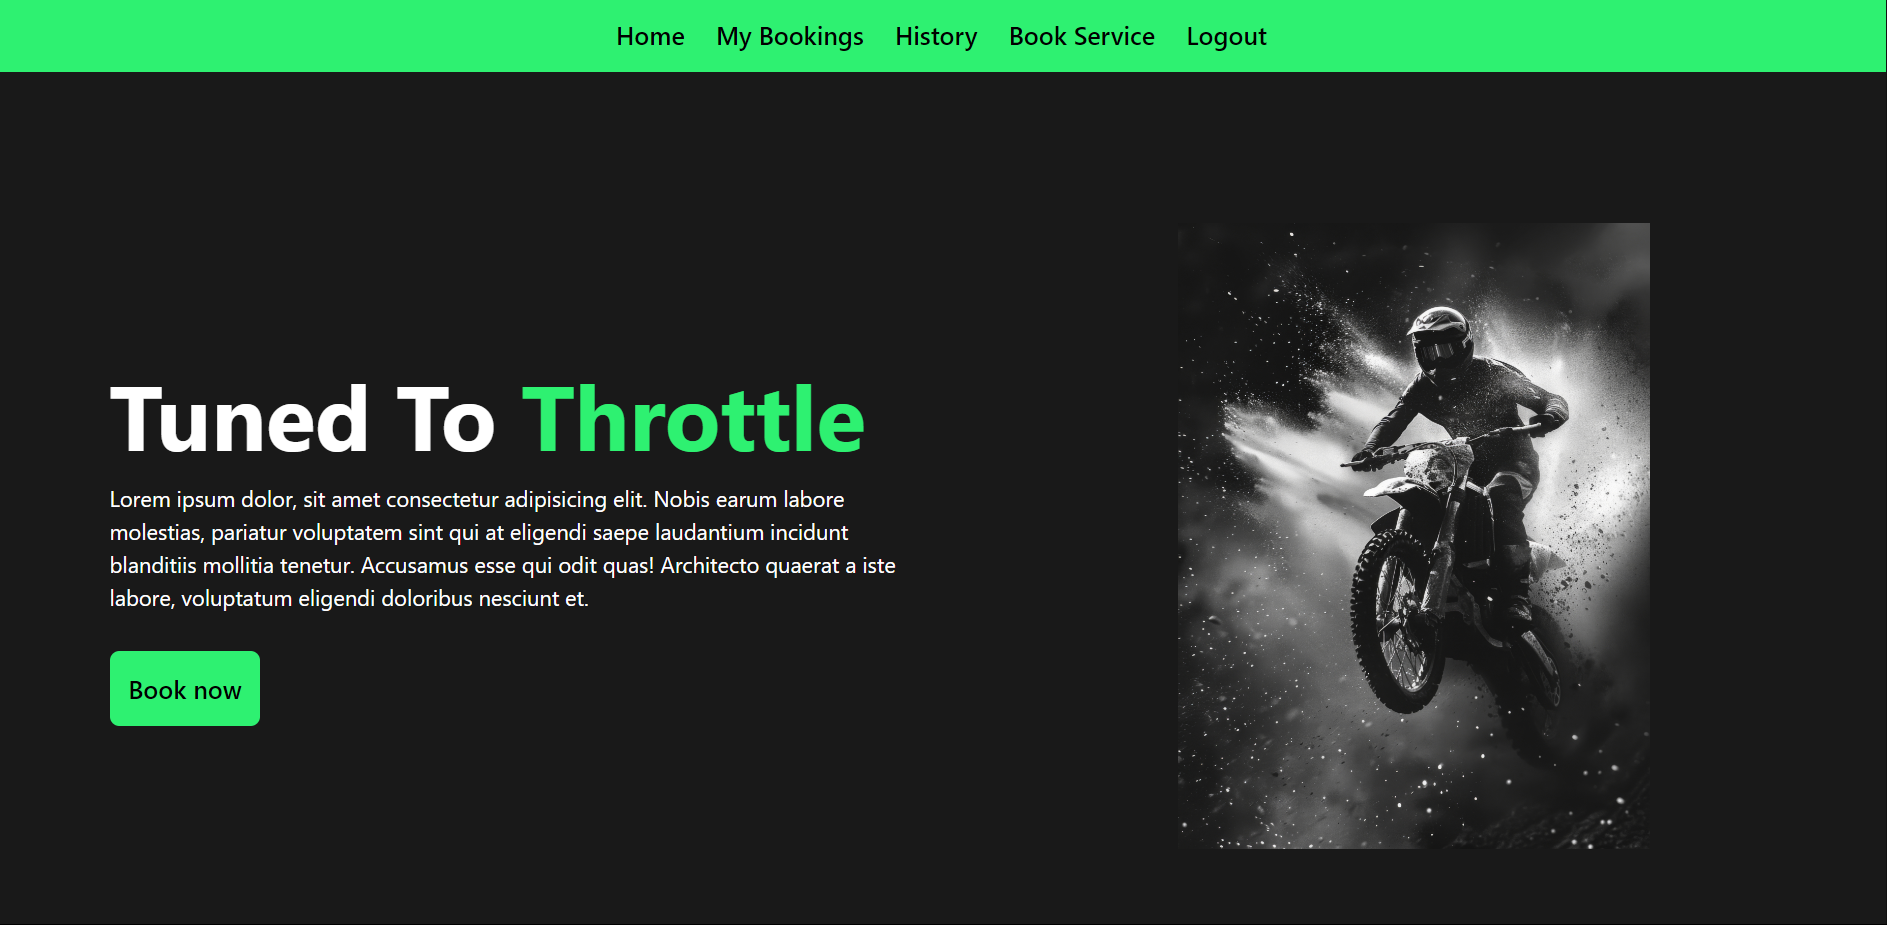 Home My Bookings History Book Service Logout
Tuned To Throttle
Lorem ipsum dolor, sit amet consectetur adipisicing elit. Nobis earum labore
molestias, pariatur voluptatem sint qui at eligendi saepe laudantium incidunt
blanditiis mollitia tenetur. Accusamus esse qui odit quas! Architecto quaerat a iste
labore, voluptatum eligendi doloribus nesciunt et.
Book now